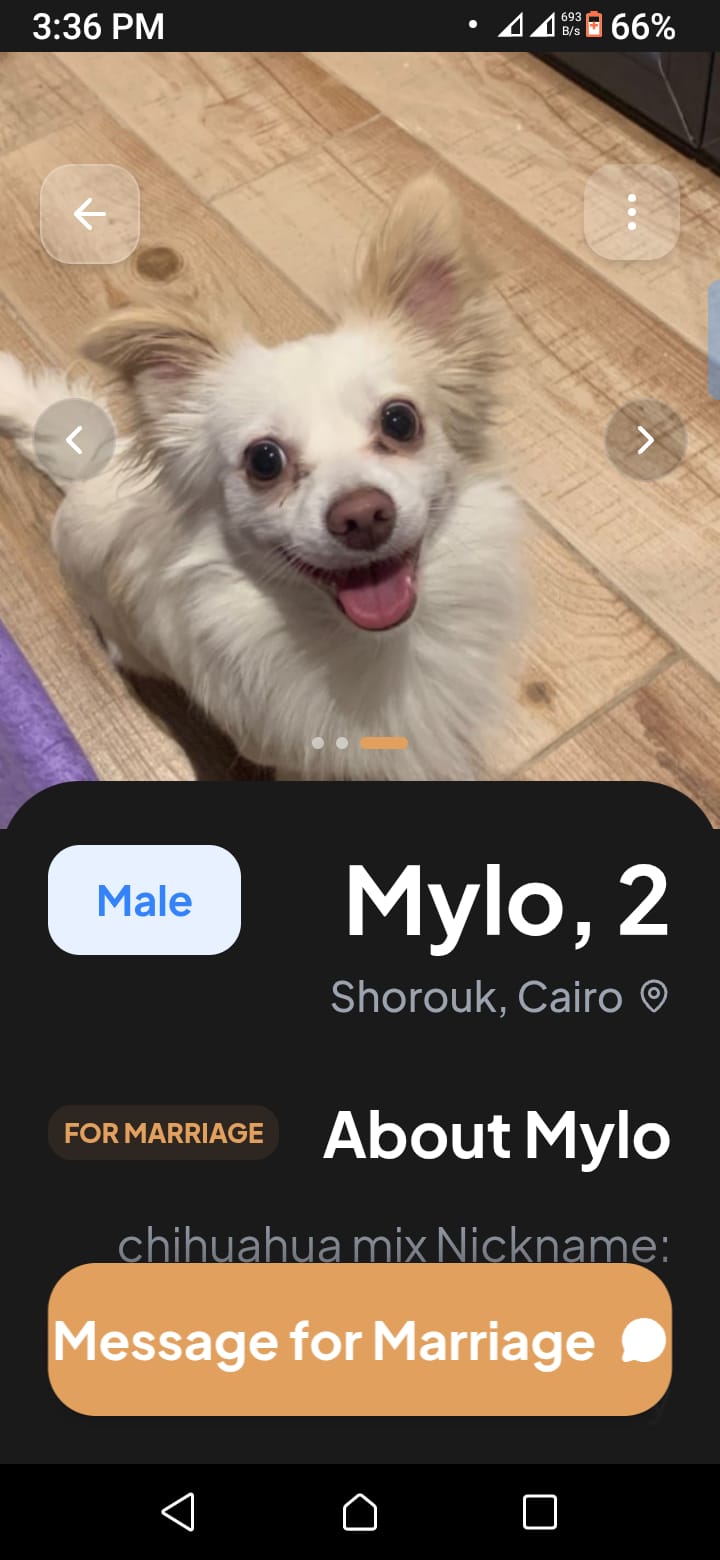 3:36 PM
693
B/s
66%
Male
Mylo, 2
Shorouk, Cairo
FOR MARRIAGE
About Mylo
chihuahua mix Nickname:
Message for Marriage